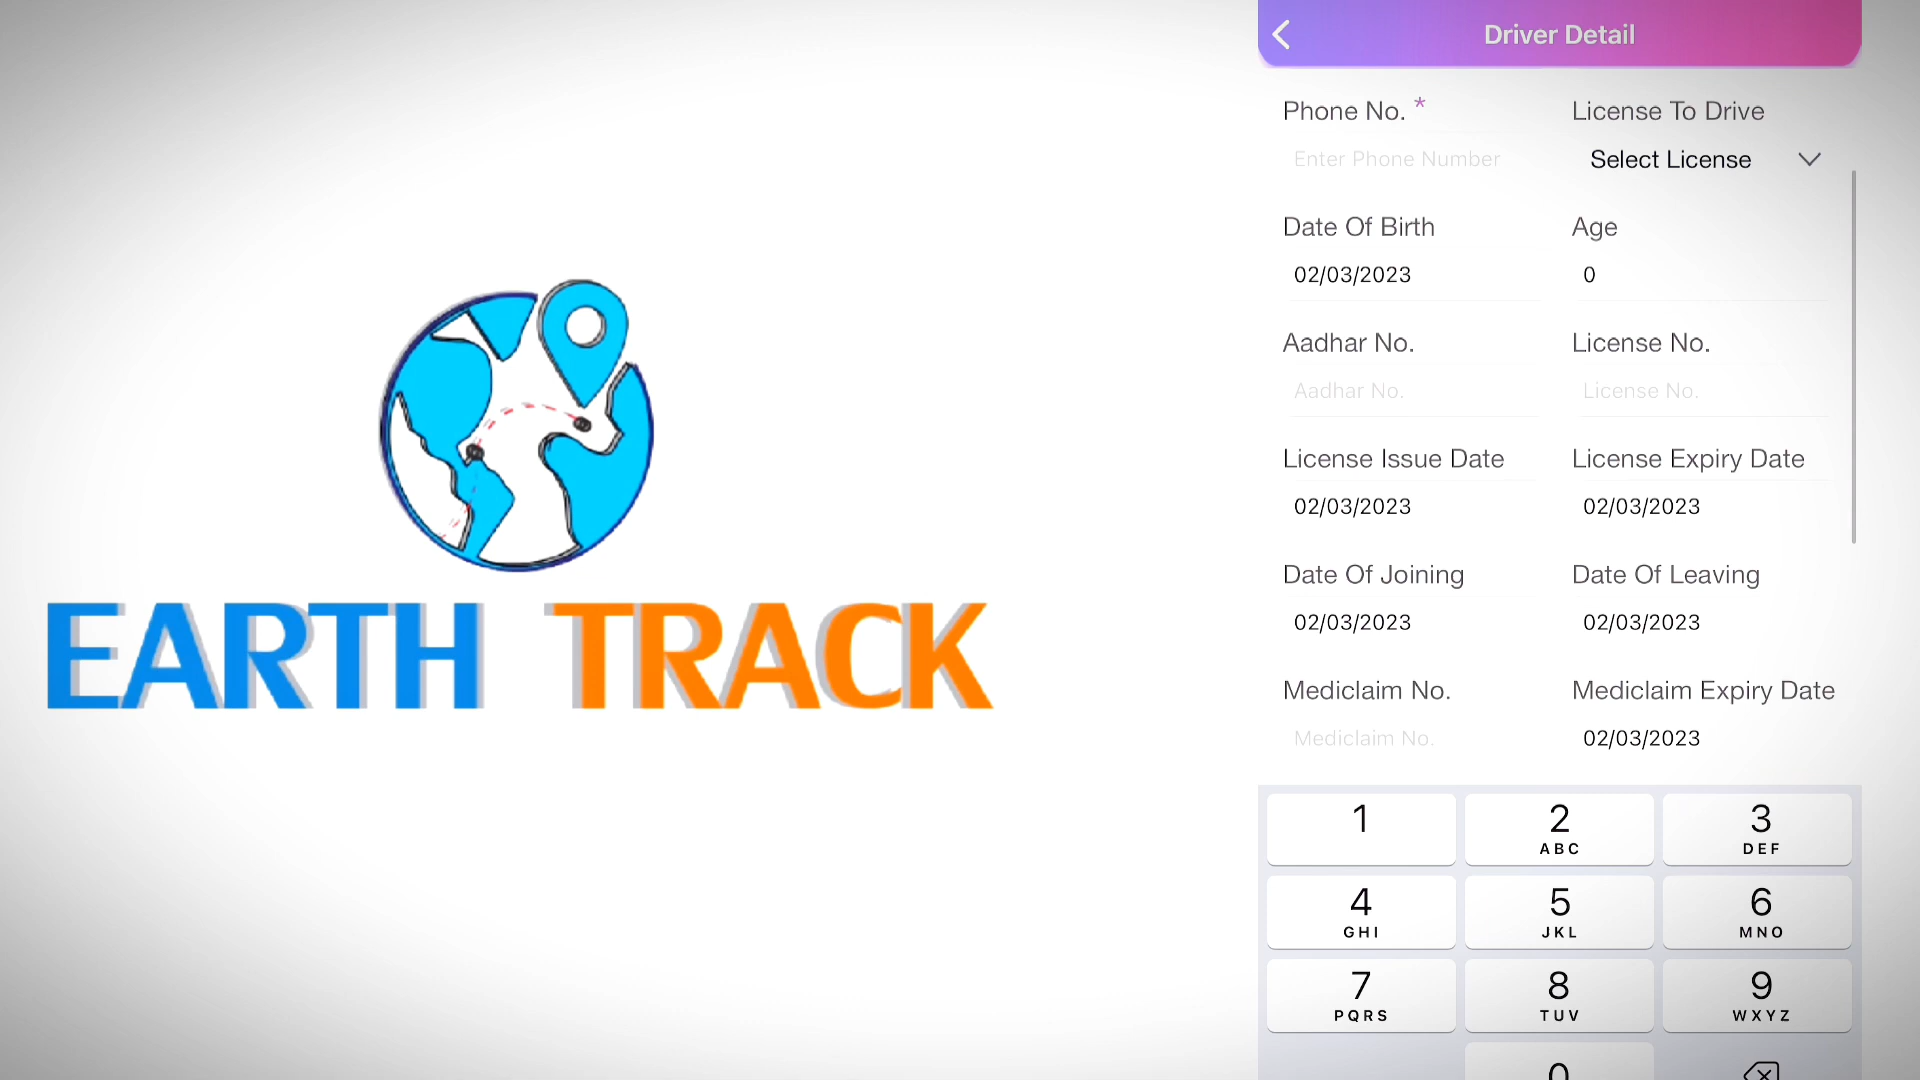 EARTH TRACK
Driver Detail
Phone No. * License To Drive
Enter Phone Number Select License
Date Of Birth Age
02/03/2023 0
Aadhar No. License No.
Aadhar No. License No.
License Issue Date License Expiry Date
02/03/2023 02/03/2023
Date Of Joining Date Of Leaving
02/03/2023 02/03/2023
Mediclaim No. Mediclaim Expiry Date
Mediclaim No. 02/03/2023
1 2 3
ABC DEF
4 5 6
GHI JKL MNO
7 8 9
PQRS TUV WXYZ
0